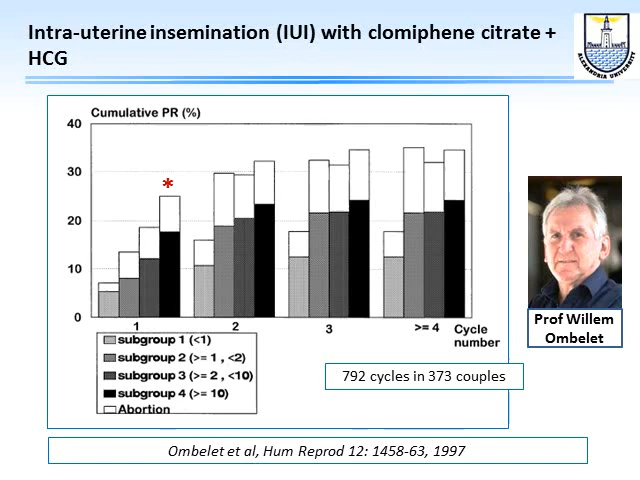 Intra-uterine insemination (IUI) with clomiphene citrate +
HCG
ALEXANDRIA UNIVERSITY
Cumulative PR (%)
40
30
20
10
0
*
1
2
3
>= 4
Cycle
number
subgroup 1 (<1)
subgroup 2 (>= 1 , <2)
subgroup 3 (>= 2 , <10)
subgroup 4 (>= 10)
Abortion
792 cycles in 373 couples
Prof Willem
Ombelet
Ombelet et al, Hum Reprod 12: 1458-63, 1997